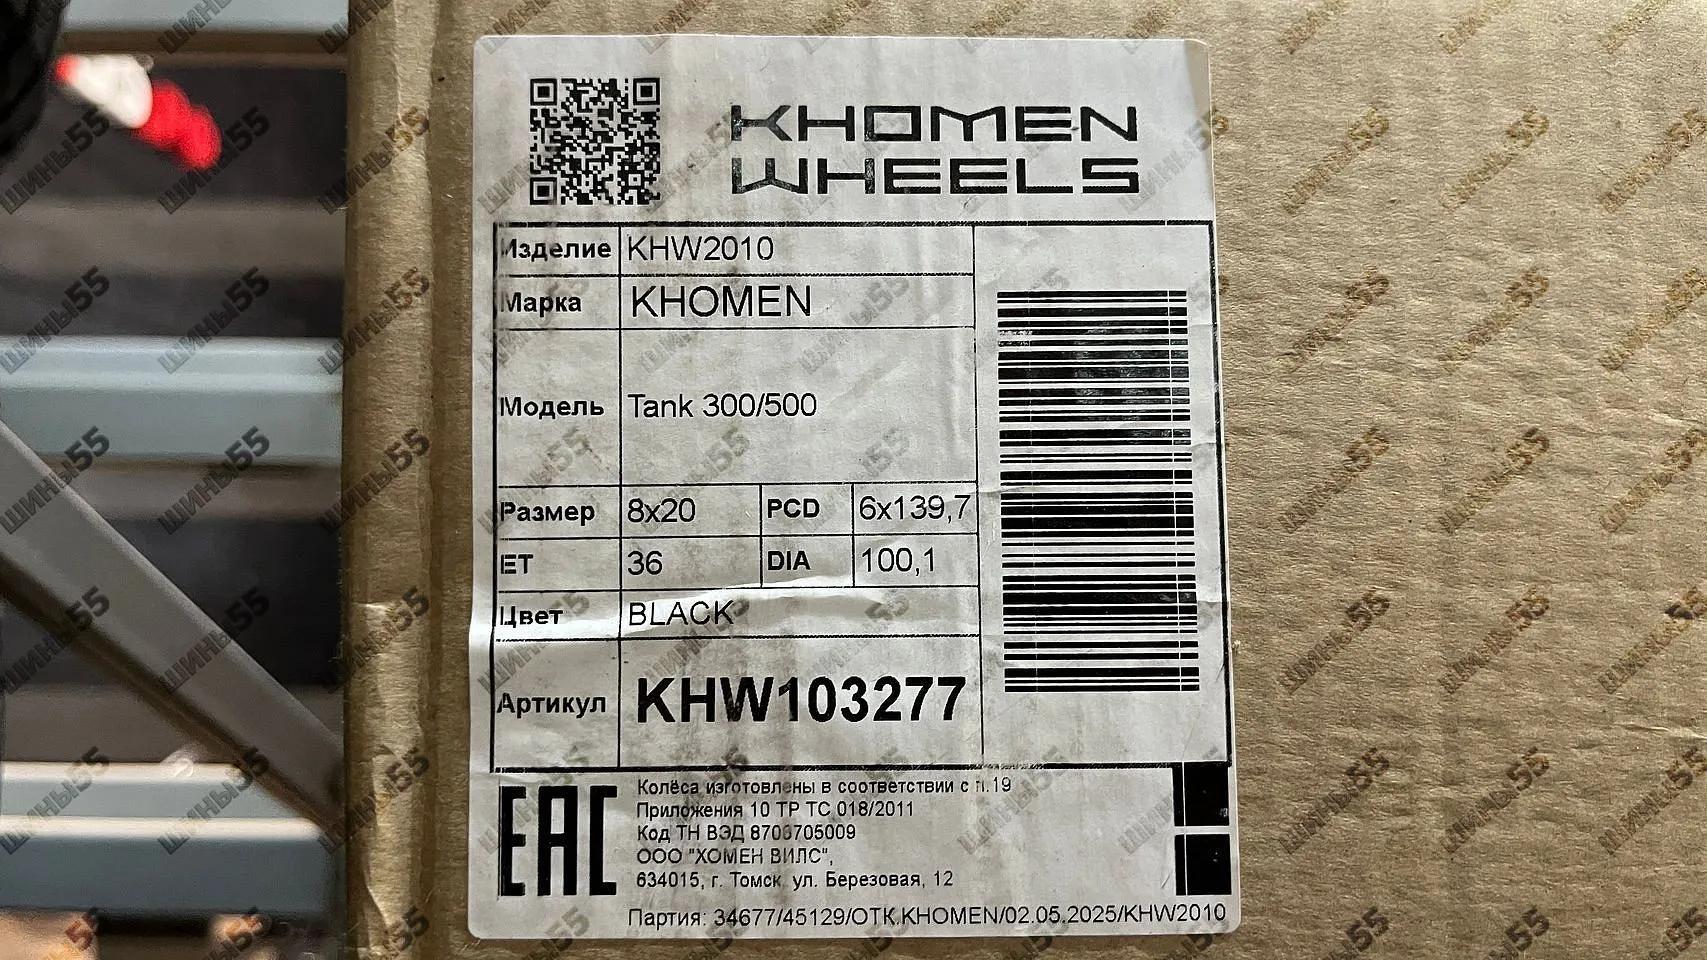 KHOMEN
WHEELS
Изделие KHW2010
Марка KHOMEN
Модель Tank 300/500
Размер 8x20 PCD 6x139,7
ET 36 DIA 100,1
Цвет BLACK
Артикул KHW103277
EAC
Колёса изготовлены в соответствии с п.19
Приложения 10 ТР ТС 018/2011
Код ТН ВЭД 8708705009
ООО "ХОМЕН ВИЛС",
634015, г. Томск, ул. Березовая, 12
Партия: 34677/45129/ОТК.KHOMEN/02.05.2025/KHW2010
шины55